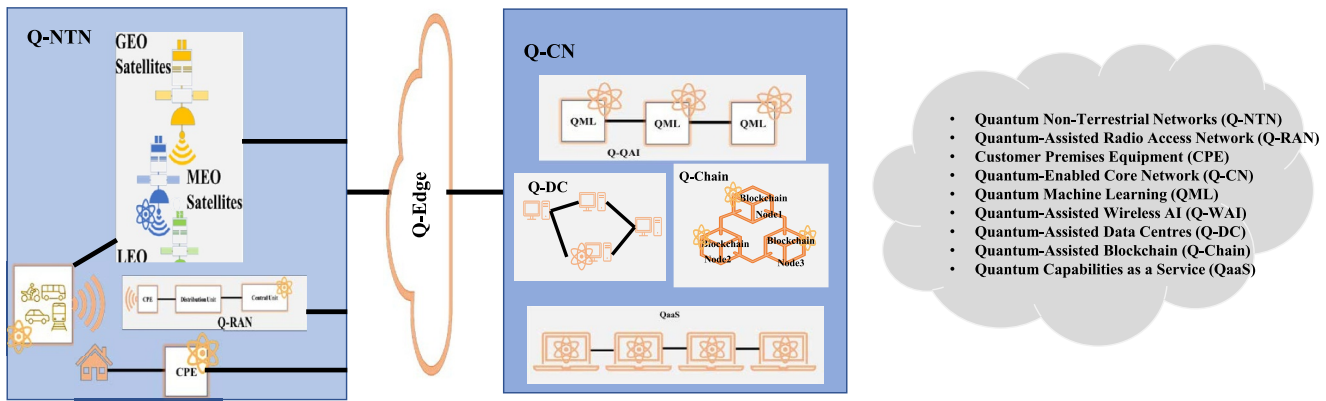 Q-NTN
GEO
Satellites
MEO
Satellites
LEO
CPE
Distribution Unit
Central Unit
Q-RAN
CPE
Q-Edge
Q-CN
QML
QML
QML
Q-QAI
Q-DC
Q-Chain
Blockchain
Node1
Blockchain
Node2
Blockchain
Node3
QaaS
• Quantum Non-Terrestrial Networks (Q-NTN)
• Quantum-Assisted Radio Access Network (Q-RAN)
• Customer Premises Equipment (CPE)
• Quantum-Enabled Core Network (Q-CN)
• Quantum Machine Learning (QML)
• Quantum-Assisted Wireless AI (Q-WAI)
• Quantum-Assisted Data Centres (Q-DC)
• Quantum-Assisted Blockchain (Q-Chain)
• Quantum Capabilities as a Service (QaaS)